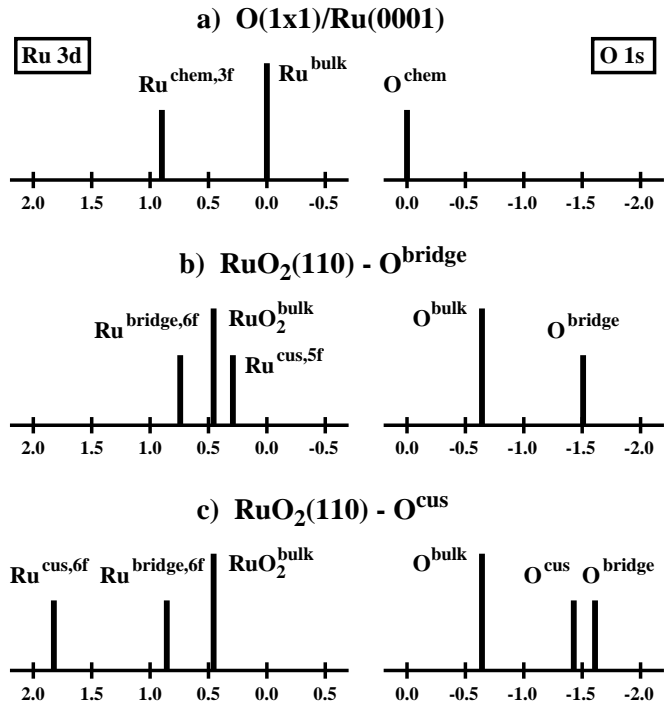 a) O(1x1)/Ru(0001)
Ru 3d
O 1s
Ru^chem,3f
Ru^bulk
O^chem
2.0 1.5 1.0 0.5 0.0 -0.5
0.0 -0.5 -1.0 -1.5 -2.0
b) RuO₂(110) - O^bridge
Ru^bridge,6f
RuO₂^bulk
Ru^cus,5f
O^bulk
O^bridge
2.0 1.5 1.0 0.5 0.0 -0.5
0.0 -0.5 -1.0 -1.5 -2.0
c) RuO₂(110) - O^cus
Ru^cus,6f
Ru^bridge,6f
RuO₂^bulk
O^bulk
O^cus
O^bridge
2.0 1.5 1.0 0.5 0.0 0.5
0.0 -0.5 -1.0 -1.5 -2.0